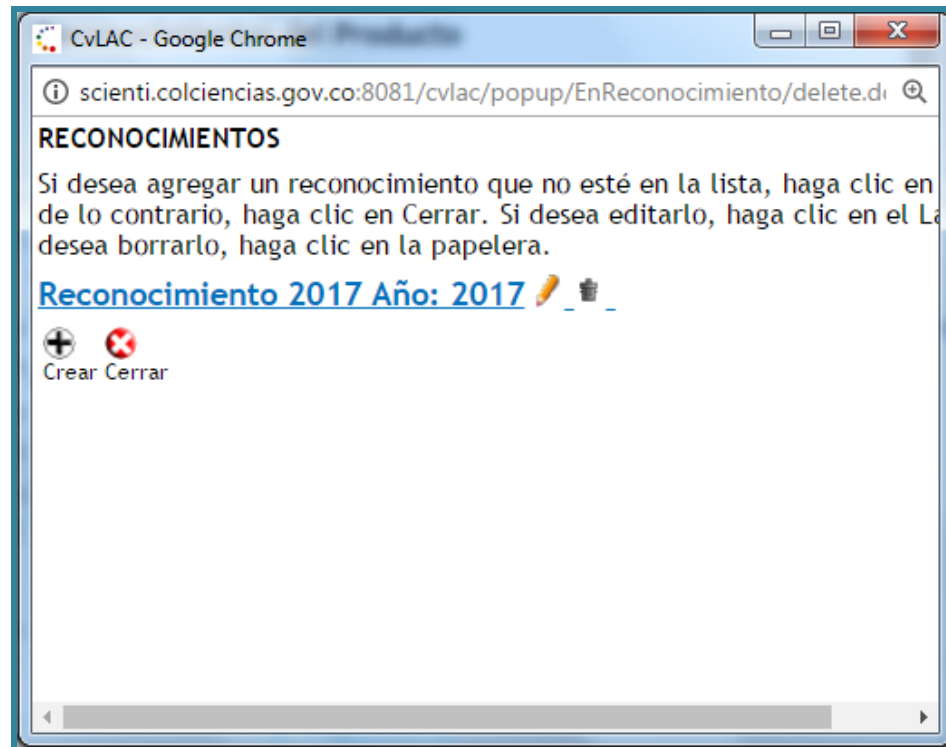 CvLAC - Google Chrome
scienti.colciencias.gov.co:8081/cvlac/popup/EnReconocimiento/delete.d
RECONOCIMIENTOS
Si desea agregar un reconocimiento que no esté en la lista, haga clic en
de lo contrario, haga clic en Cerrar. Si desea editarlo, haga clic en el La
desea borrarlo, haga clic en la papelera.
Reconocimiento 2017 Año: 2017
Crear Cerrar